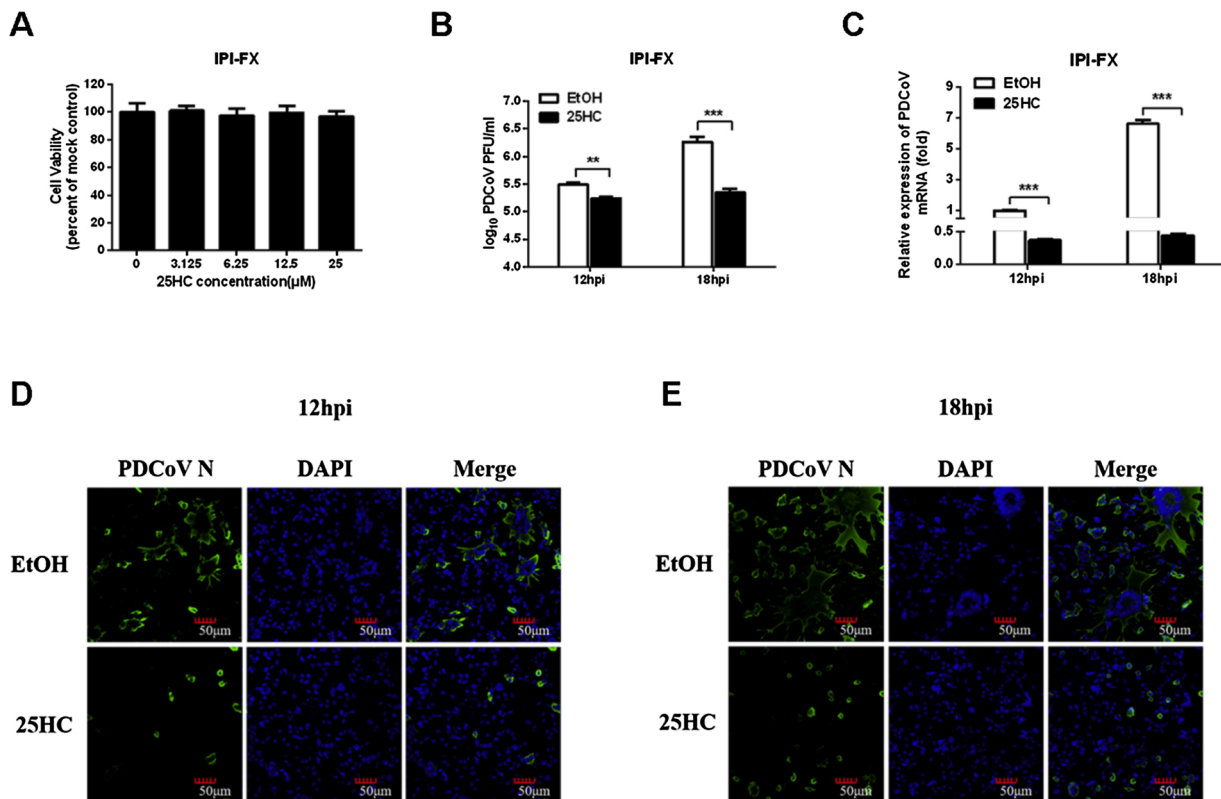 A
IPI-FX
Cell Vability
(percent of mock control)
120
100
80
60
40
20
0
0 3.125 6.25 12.5 25
25HC concentration(μM)
B
IPI-FX
EtOH
25HC
log10 PDCoV PFU/ml
7.0
6.5
6.0
5.5
5.0
4.5
4.0
**
***
12hpi 18hpi
C
IPI-FX
EtOH
25HC
Relative expression of PDCoV
mRNA (fold)
9
7
5
3
1
0.5
0.0
***
***
12hpi 18hpi
D
12hpi
PDCoV N DAPI Merge
EtOH
50μm 50μm 50μm
25HC
50μm 50μm 50μm
E
18hpi
PDCoV N DAPI Merge
EtOH
50μm 50μm 50μm
25HC
50μm 50μm 50μm